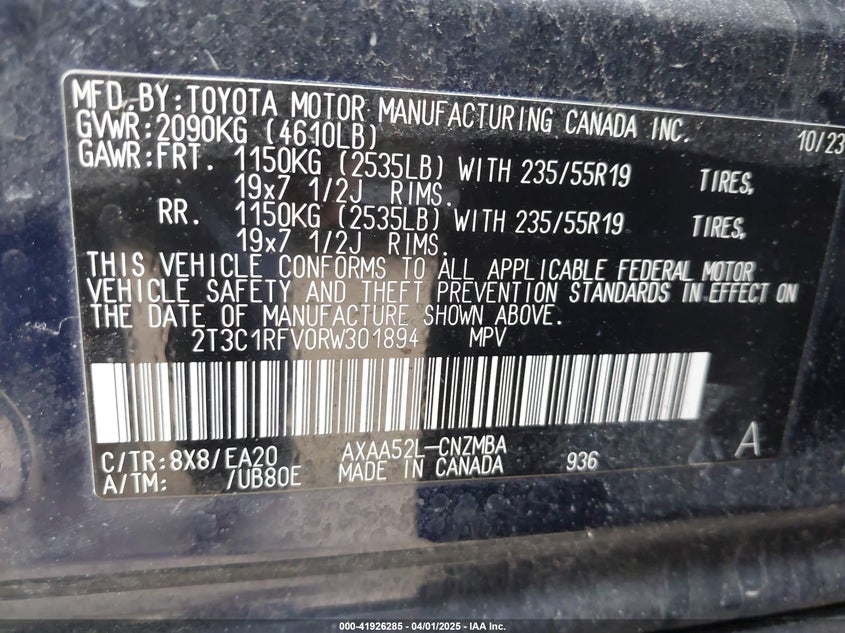 MFD.BY:TOYOTA MOTOR MANUFACTURING CANADA INC. 10/23
GVWR:2090KG (4610LB)
GAWR:FRT. 1150KG (2535LB) WITH 235/55R19 TIRES,
19x7 1/2J RIMS.
RR. 1150KG (2535LB) WITH 235/55R19 TIRES,
19x7 1/2J RIMS.
THIS VEHICLE CONFORMS TO ALL APPLICABLE FEDERAL MOTOR
VEHICLE SAFETY AND THEFT PREVENTION STANDARDS IN EFFECT ON
THE DATE OF MANUFACTURE SHOWN ABOVE.
2T3C1RFV0RW301894 MPV
C/TR:8X8/EA20 AXAA52L-CNZMBA A
A/TM: /UB80E MADE IN CANADA 936
000-41926285 - 04/01/2025 - IAA Inc.